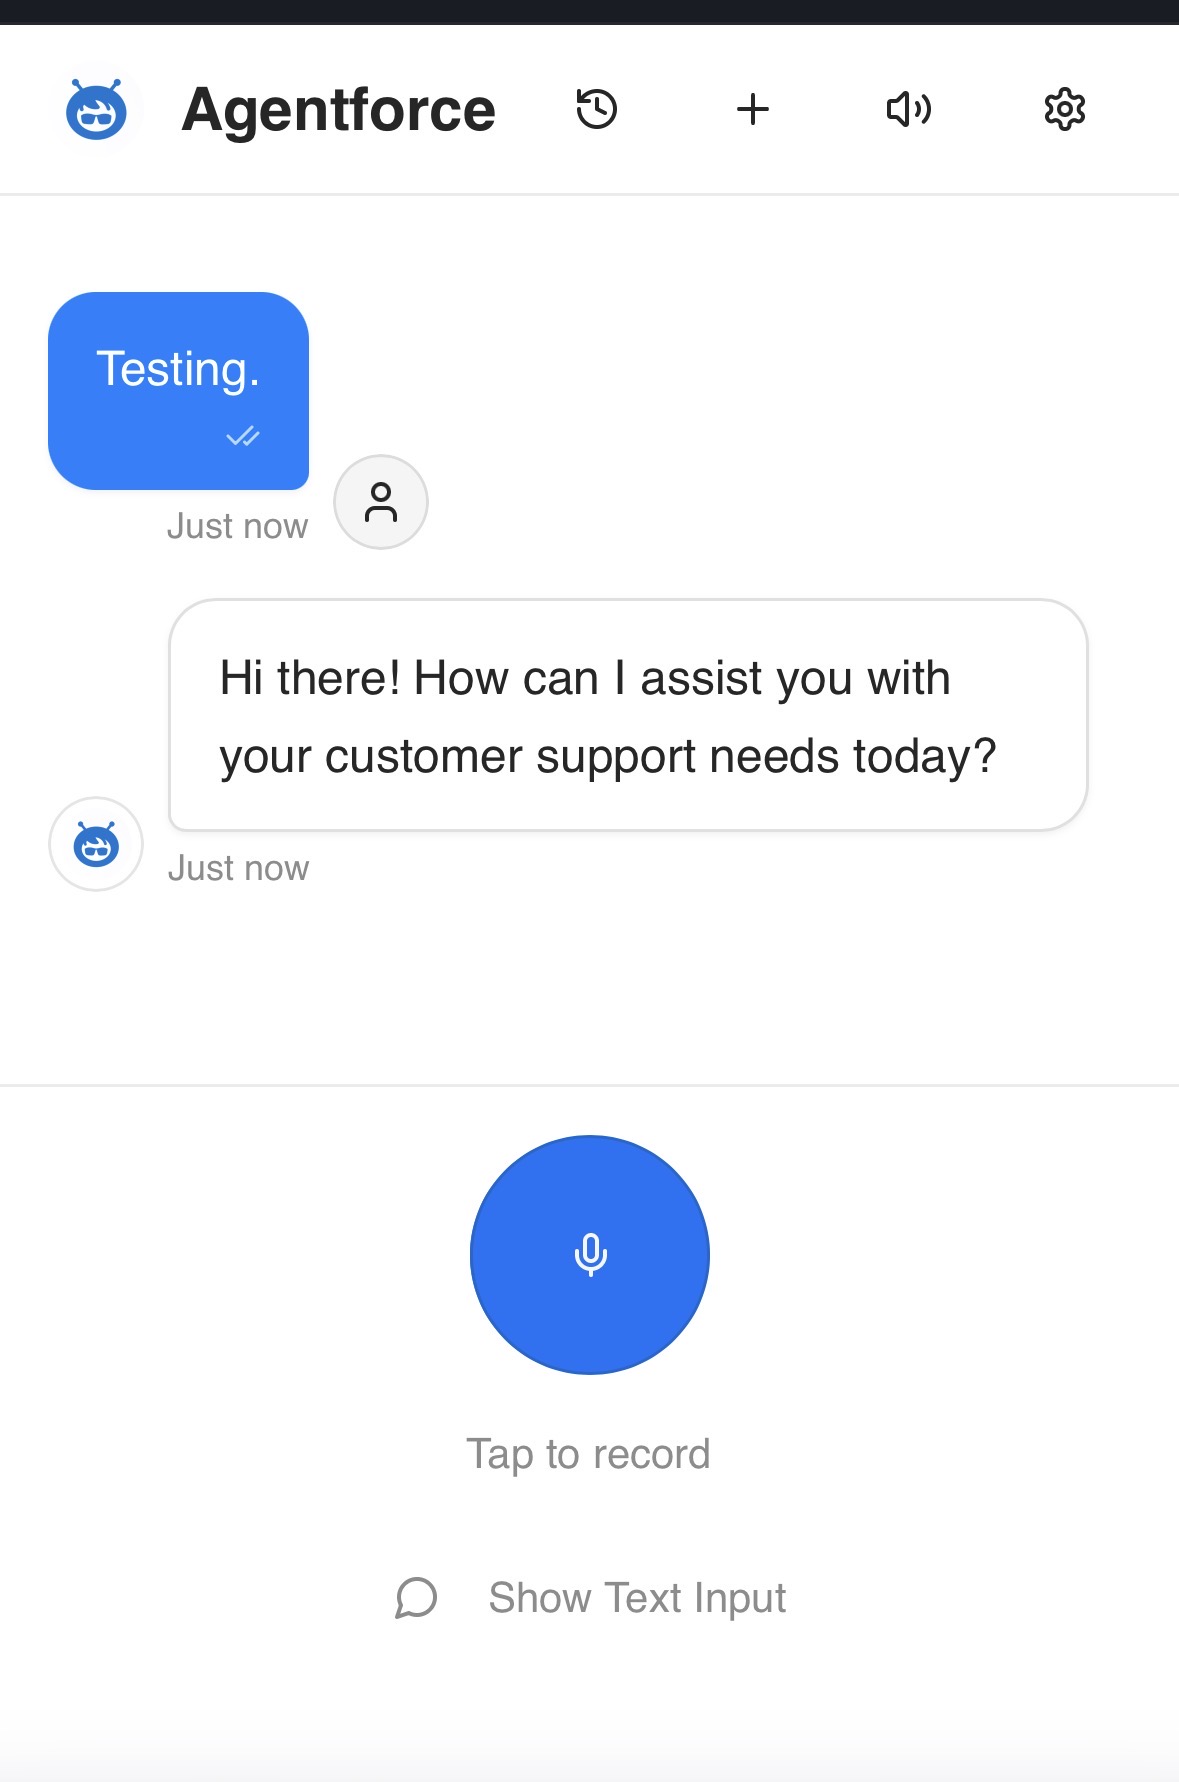 Agentforce
Testing.
Just now
Hi there! How can I assist you with
your customer support needs today?
Just now
Tap to record
Show Text Input